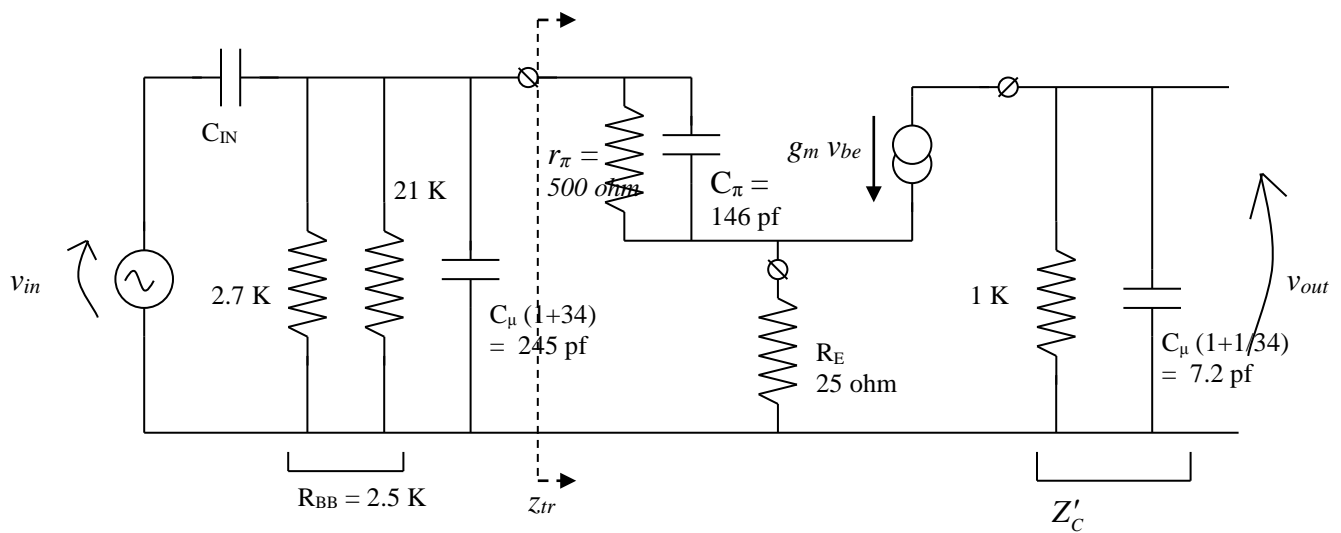 C_IN
r_π =
500 ohm
g_m v_be
21 K
C_π =
146 pf
v_in
2.7 K
1 K
v_out
C_μ (1+34)
= 245 pf
R_E
25 ohm
C_μ (1+1/34)
= 7.2 pf
R_BB = 2.5 K
z_tr
Z′_C